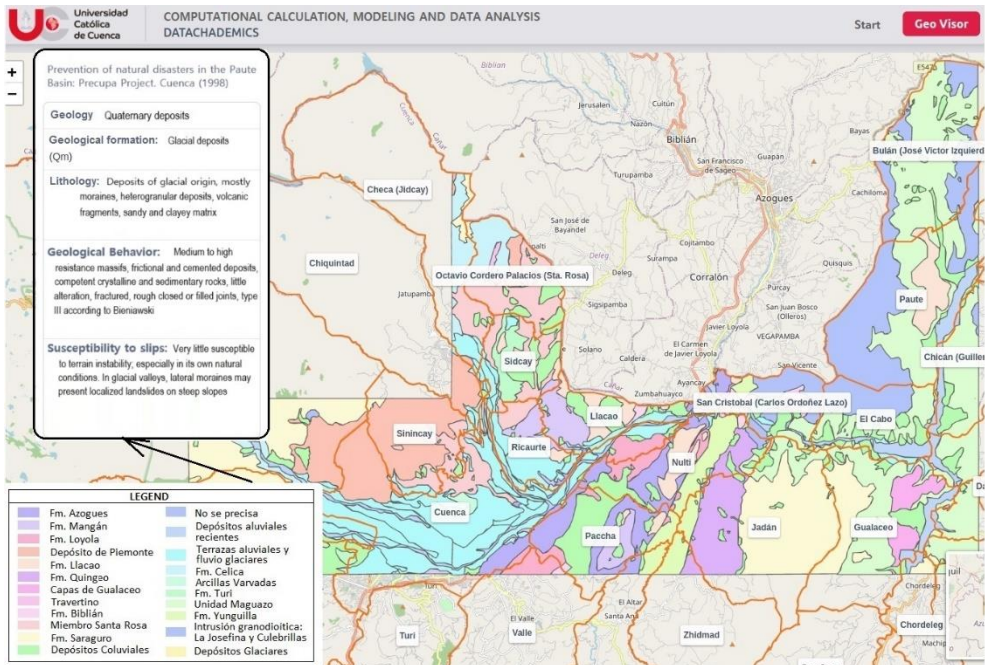 Universidad
Católica
de Cuenca
COMPUTATIONAL CALCULATION, MODELING AND DATA ANALYSIS
DATACHADEMICS
Start
Geo Visor
+
−
Prevention of natural disasters in the Paute
Basin: Precupa Project. Cuenca (1998)
Geology Quaternary deposits
Geological formation: Glacial deposits
(Qm)
Lithology: Deposits of glacial origin, mostly
moraines, heterogranular deposits, volcanic
fragments, sandy and clayey matrix
Geological Behavior: Medium to high
resistance massifs, frictional and cemented deposits,
competent crystalline and sedimentary rocks, little
alteration, fractured, rough closed or filled joints, type
III according to Bieniawski
Susceptibility to slips: Very little susceptible
to terrain instability, especially in its own natural
conditions. In glacial valleys, lateral moraines may
present localized landslides on steep slopes
Biblián
Jerusalen
Cultún
Nazón
Biblián
Cuenca
Cañar
San Francisco
de Sageo
Guapán
Turupamba
Bayas
Bulán (José Victor Izquierd
Azogues
Cachiloma
Checa (Jidcay)
San José de
Bayandel
Cojitambo
Chiquintad
Deleg
Deleg
Surampa
Corralón
Quisquis
Octavio Cordero Palacios (Sta. Rosa)
Purcay
Paute
Jatupamba
Sigsipamba
San Juan Bosco
(Olleros)
Javier Loyola
VEGAPAMBA
Solano
Caldera
El Carmen
de Javier Loyola
Sidcay
San Vicente
Chicán (Guiller
Ayancay
Cañar
Zumbahuayco
San Cristobal (Carlos Ordoñez Lazo)
Llacao
El Cabo
Sinincay
Ricaurte
Nulti
Cuenca
Paccha
Jadán
Gualaceo
Turi
El Valle
Valle
El Altar
Santa Ana
Zhidmad
Chordeleg
Chordeleg
LEGEND
Fm. Azogues
Fm. Mangán
Fm. Loyola
Depósito de Piemonte
Fm. Llacao
Fm. Quingeo
Capas de Gualaceo
Travertino
Fm. Biblián
Miembro Santa Rosa
Fm. Saraguro
Depósitos Coluviales
No se precisa
Depósitos aluviales
recientes
Terrazas aluviales y
fluvio glaciares
Fm. Celica
Arcillas Varvadas
Fm. Turi
Unidad Maguazo
Fm. Yunguilla
Intrusión granodioitica:
La Josefina y Culebrillas
Depósitos Glaciares